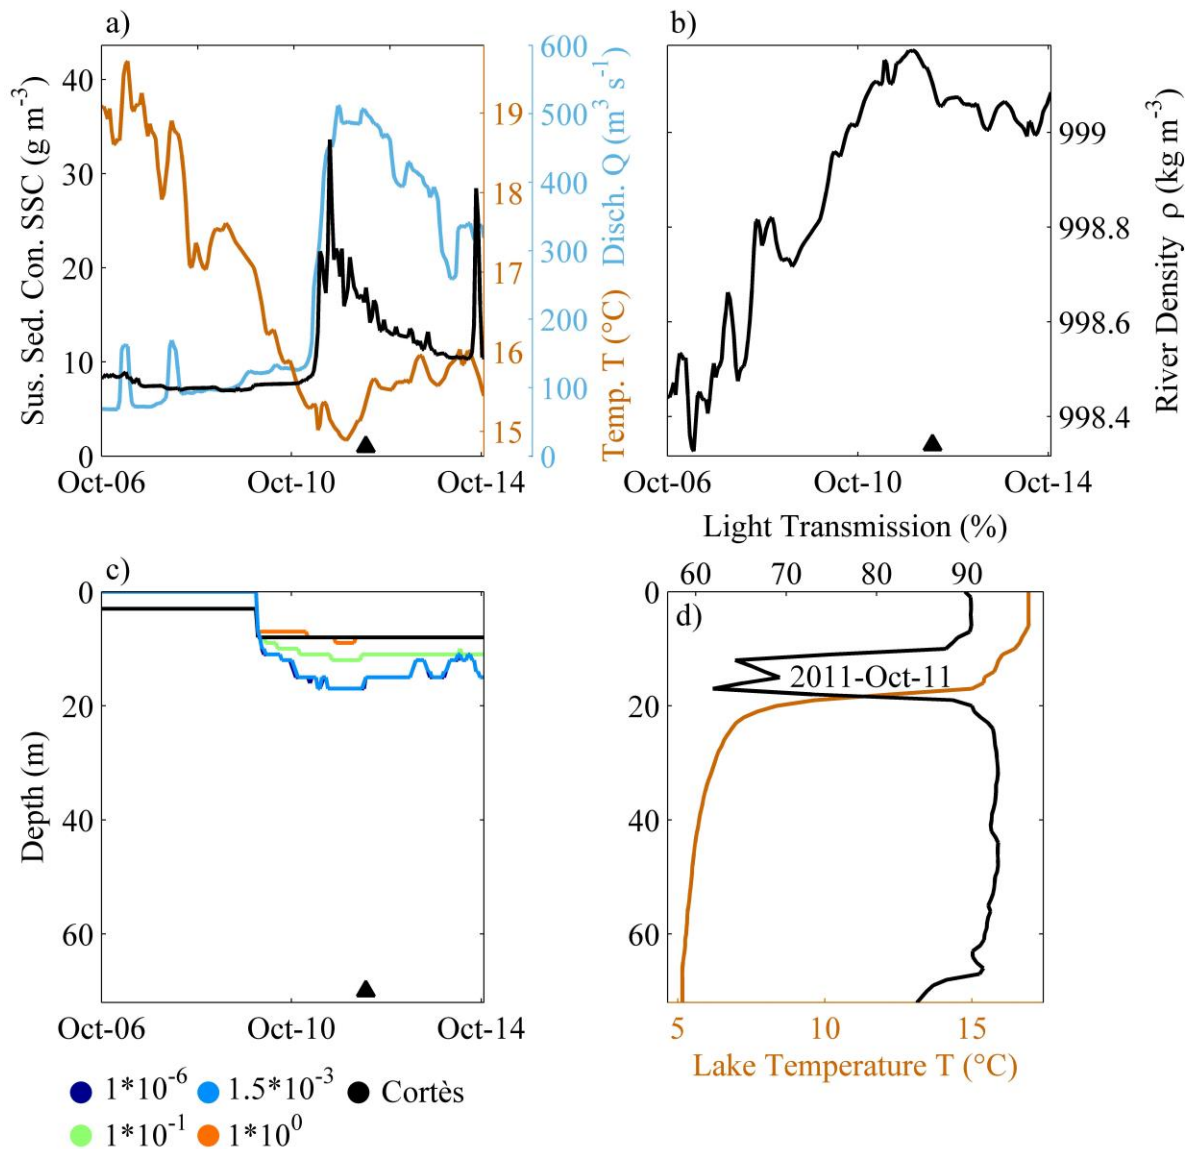 a)
Sus. Sed. Con. SSC (g m-3)
40
30
20
10
0
Oct-06
Oct-10
Oct-14
19
18
17
16
15
Temp. T (°C)
600
500
400
300
200
100
0
Disch. Q (m3 s-1)
b)
999
998.8
998.6
998.4
River Density ρ (kg m-3)
Oct-06
Oct-10
Oct-14
c)
Depth (m)
0
20
40
60
Oct-06
Oct-10
Oct-14
1*10-6
1.5*10-3
Cortès
1*10-1
1*100
Light Transmission (%)
60
70
80
90
d)
2011-Oct-11
0
20
40
60
5
10
15
Lake Temperature T (°C)